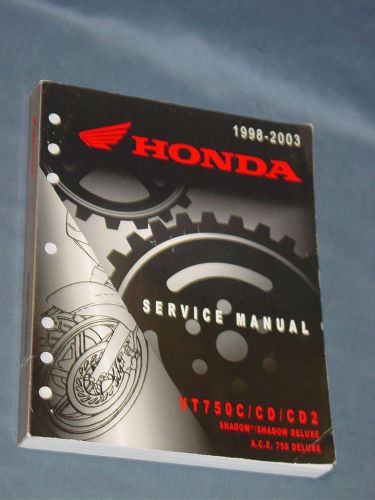 1998-2003
HONDA
SERVICE MANUAL
VT750C/CD/CD2
SHADOW®/SHADOW DELUXE
A.C.E. 750 DELUXE